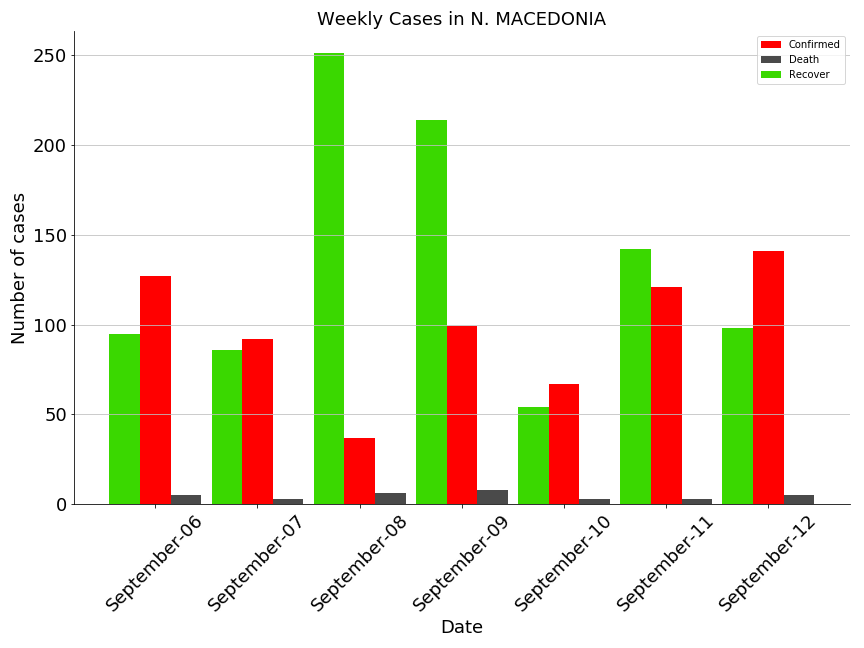 Weekly Cases in N. MACEDONIA
Confirmed
Death
Recover
Number of cases
250
200
150
100
50
0
September-06
September-07
September-08
September-09
September-10
September-11
September-12
Date